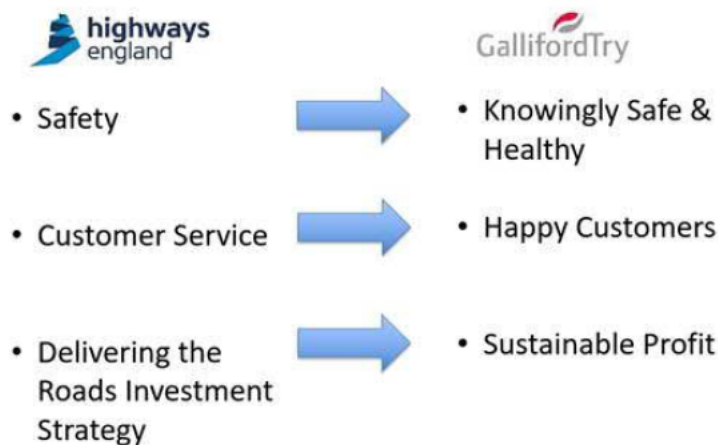 highways
england
GallifordTry
• Safety
• Knowingly Safe &
Healthy
• Customer Service
• Happy Customers
• Delivering the
Roads Investment
Strategy
• Sustainable Profit